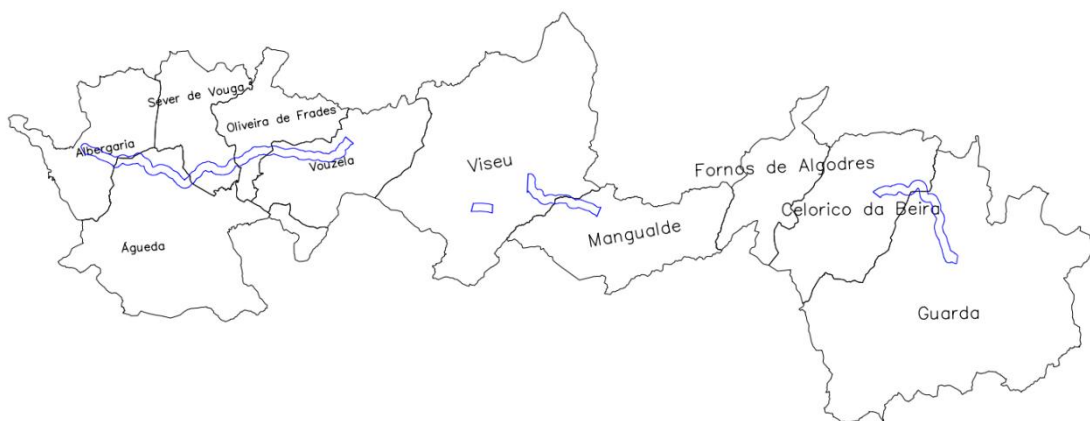 Sever de Vouga
Oliveira de Frades
Albergaria
Vouzela
Viseu
Fornos de Algodres
Celorico da Beira
Mangualde
Águeda
Guarda